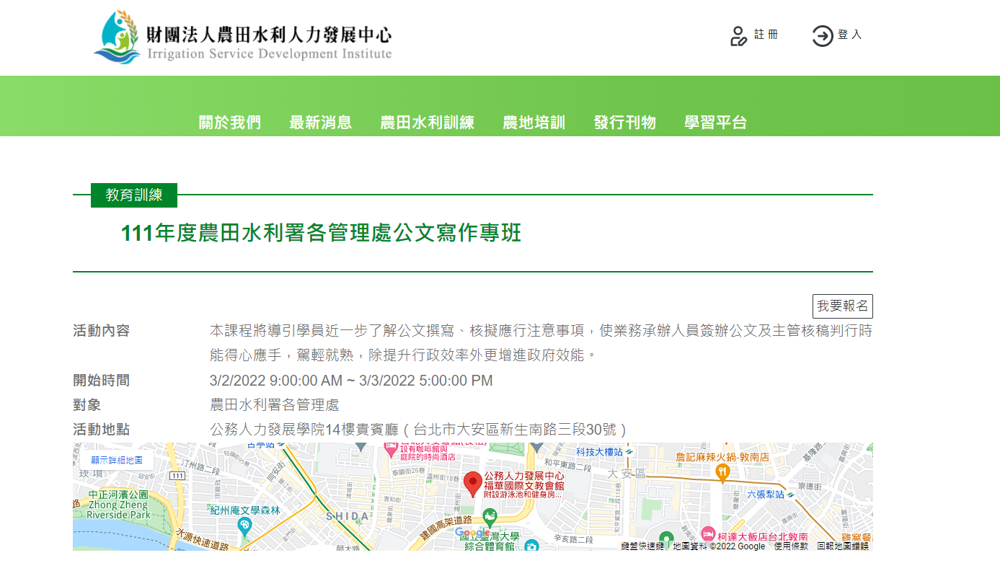 財團法人農田水利人力發展中心
Irrigation Service Development Institute
註冊
登入
關於我們 最新消息 農田水利訓練 農地培訓 發行刊物 學習平台
教育訓練
111年度農田水利署各管理處公文寫作專班
我要報名
活動內容 本課程將導引學員近一步了解公文撰寫、核擬應行注意事項，使業務承辦人員簽辦公文及主管核稿判行時
能得心應手，駕輕就熟，除提升行政效率外更增進政府效能。
開始時間 3/2/2022 9:00:00 AM ~ 3/3/2022 5:00:00 PM
對象 農田水利署各管理處
活動地點 公務人力發展學院14樓貴賓廳 ( 台北市大安區新生南路三段30號 )
古亭站
設有咖啡館與
庭院的時尚酒店
科技大樓站
詹記麻辣火鍋-敦南店
基隆路
顯示詳細地圖
汀州路二段
和平東路二段
同安街
泰順街26巷
溫州街18巷
大安區
111
公務人力發展中心
福華國際文教會館
附設游泳池和健身房...
崇德街
六張犁站
中正河濱公園
Zhong Zheng
Riverside Park
雲和街
紀州庵文學森林
SHIDA
建國高架道路
Google
國立臺灣大學
綜合體育館
辛亥路二段
水源快速道路
柯達大飯店台北敦南
雞窩餐
鍵盤快速鍵 地圖資料 ©2022 Google 使用條款 回報地圖錯誤